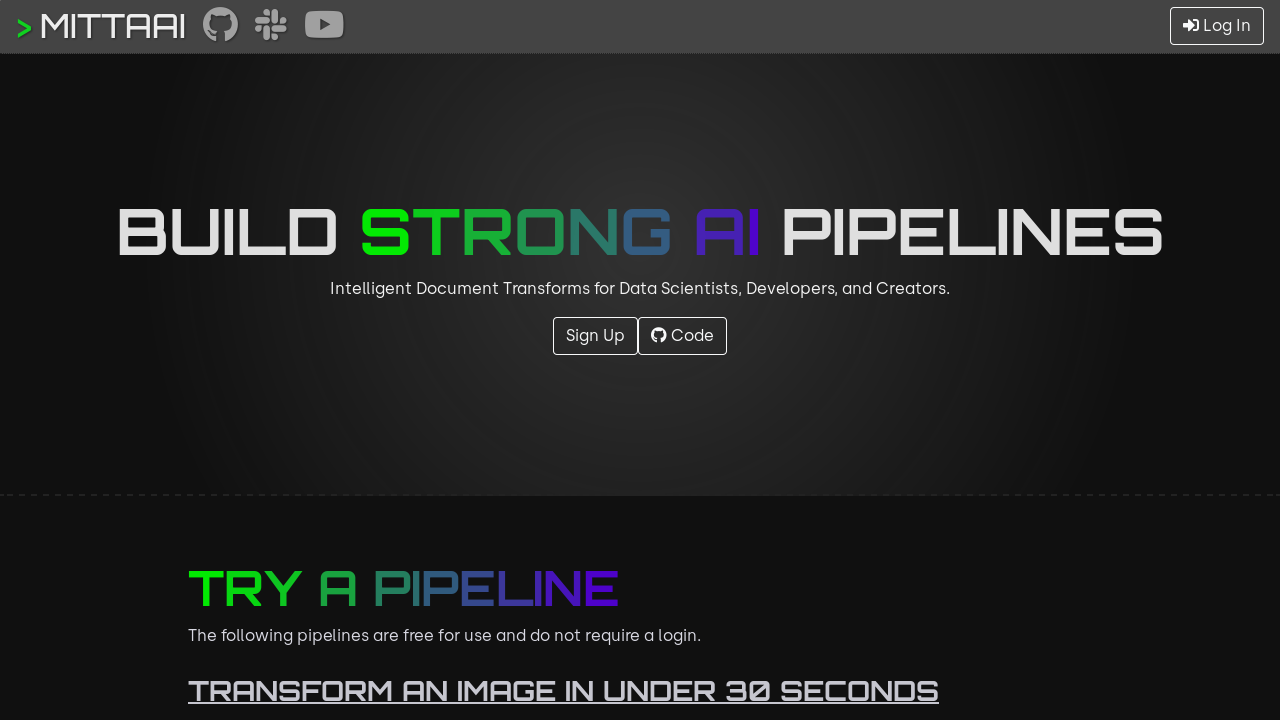 > MITTAAI
Log In
BUILD STRONG AI PIPELINES
Intelligent Document Transforms for Data Scientists, Developers, and Creators.
Sign Up
Code
TRY A PIPELINE
The following pipelines are free for use and do not require a login.
TRANSFORM AN IMAGE IN UNDER 30 SECONDS